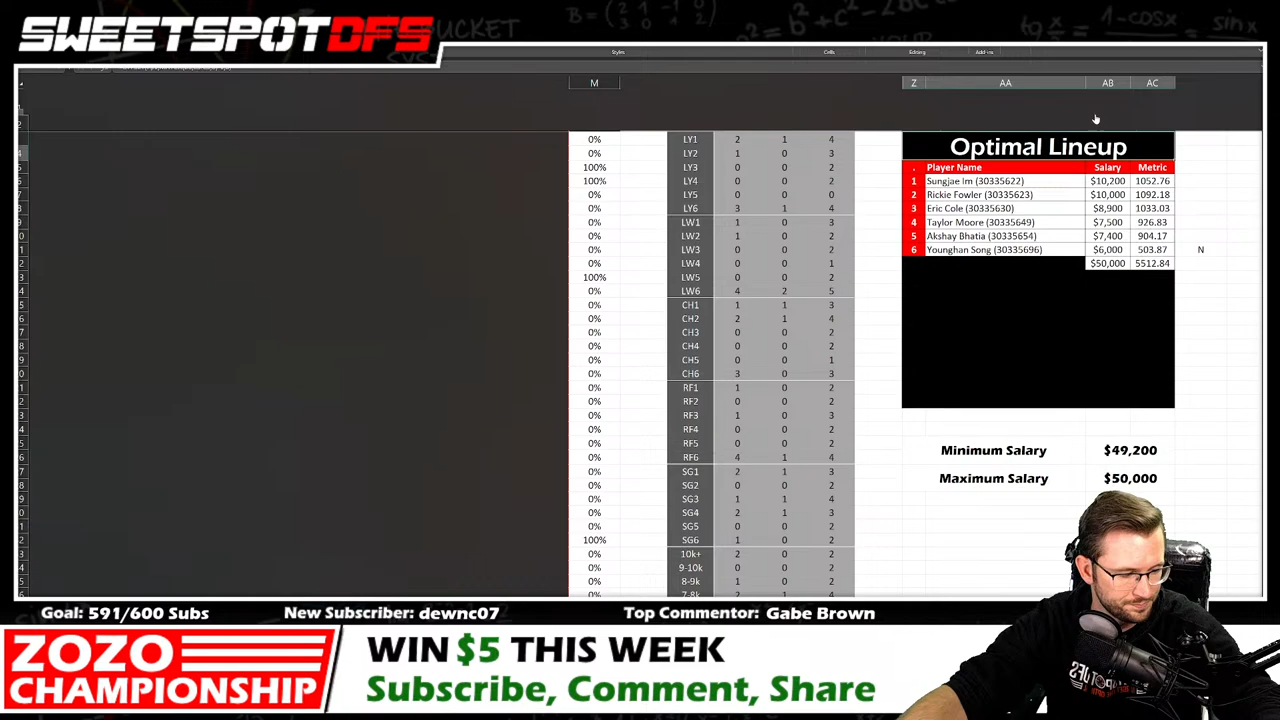 SWEETSPOTDFS
Styles Cells Editing Add-ins
M Z AA AB AC
0% LY1 2 1 4
0% LY2 1 0 3
100% LY3 0 0 2
100% LY4 0 0 2
0% LY5 0 0 0
0% LY6 3 1 4
0% LW1 1 0 3
0% LW2 1 0 2
0% LW3 0 0 2
0% LW4 0 0 1
100% LW5 0 0 2
0% LW6 4 2 5
0% CH1 1 1 3
0% CH2 2 1 4
0% CH3 0 0 2
0% CH4 0 0 2
0% CH5 0 0 1
0% CH6 3 0 3
0% RF1 1 0 2
0% RF2 0 0 2
0% RF3 1 0 3
0% RF4 0 0 2
0% RF5 0 0 2
0% RF6 4 1 4
0% SG1 2 1 3
0% SG2 0 0 2
0% SG3 1 1 4
0% SG4 2 1 3
0% SG5 0 0 2
100% SG6 1 0 2
0% 10k+ 2 0 2
0% 9-10k 0 0 2
0% 8-9k 1 0 2
0% 7-8k 2 1 4
Optimal Lineup
. Player Name Salary Metric
1 Sungjae Im (30335622) $10,200 1052.76
2 Rickie Fowler (30335623) $10,000 1092.18
3 Eric Cole (30335630) $8,900 1033.03
4 Taylor Moore (30335649) $7,500 926.83
5 Akshay Bhatia (30335654) $7,400 904.17
6 Younghan Song (30335696) $6,000 503.87 N
$50,000 5512.84
Minimum Salary $49,200
Maximum Salary $50,000
Goal: 591/600 Subs New Subscriber: dewnc07 Top Commentor: Gabe Brown
ZOZO
CHAMPIONSHIP
WIN $5 THIS WEEK
Subscribe, Comment, Share